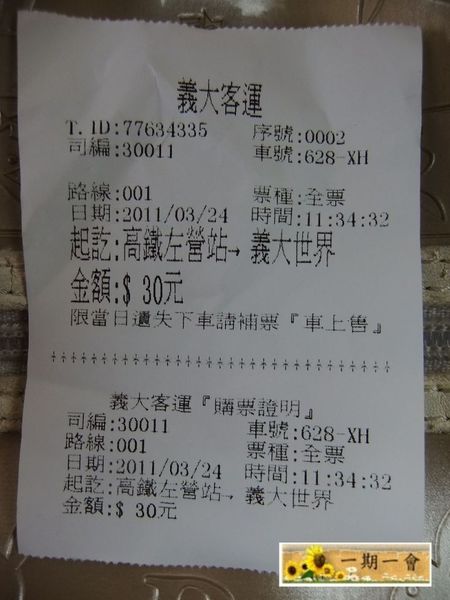 義大客運
T.ID:77634335 序號:0002
司編:30011 車號:628-XH
路線:001 票種:全票
日期:2011/03/24 時間:11:34:32
起訖:高鐵左營站→ 義大世界
金額:$ 30元
限當日遺失下車請補票『車上售』
義大客運『購票證明』
司編:30011 車號:628-XH
路線:001 票種:全票
日期:2011/03/24 時間:11:34:32
起訖:高鐵左營站→ 義大世界
金額:$ 30元
一期一會